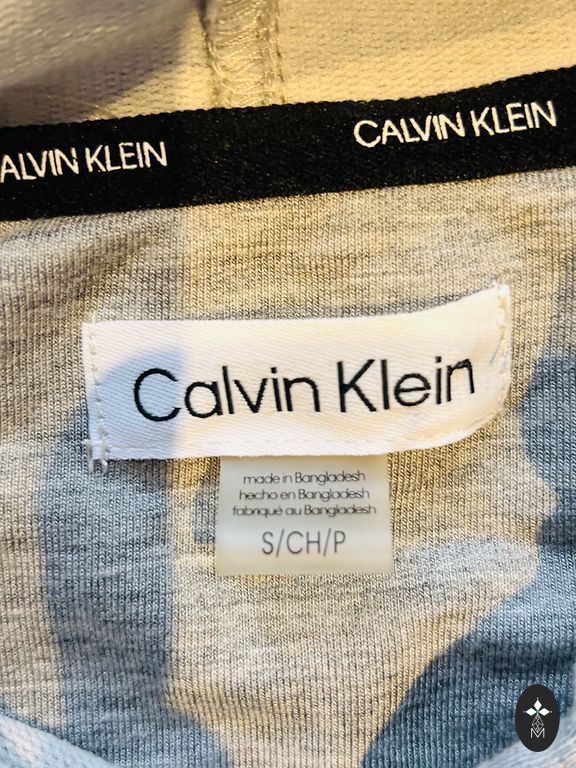 ALVIN KLEIN
CALVIN KLEIN
Calvin Klein
made in Bangladesh
hecho en Bangladesh
fabriqué au Bangladesh
S/CH/P
M